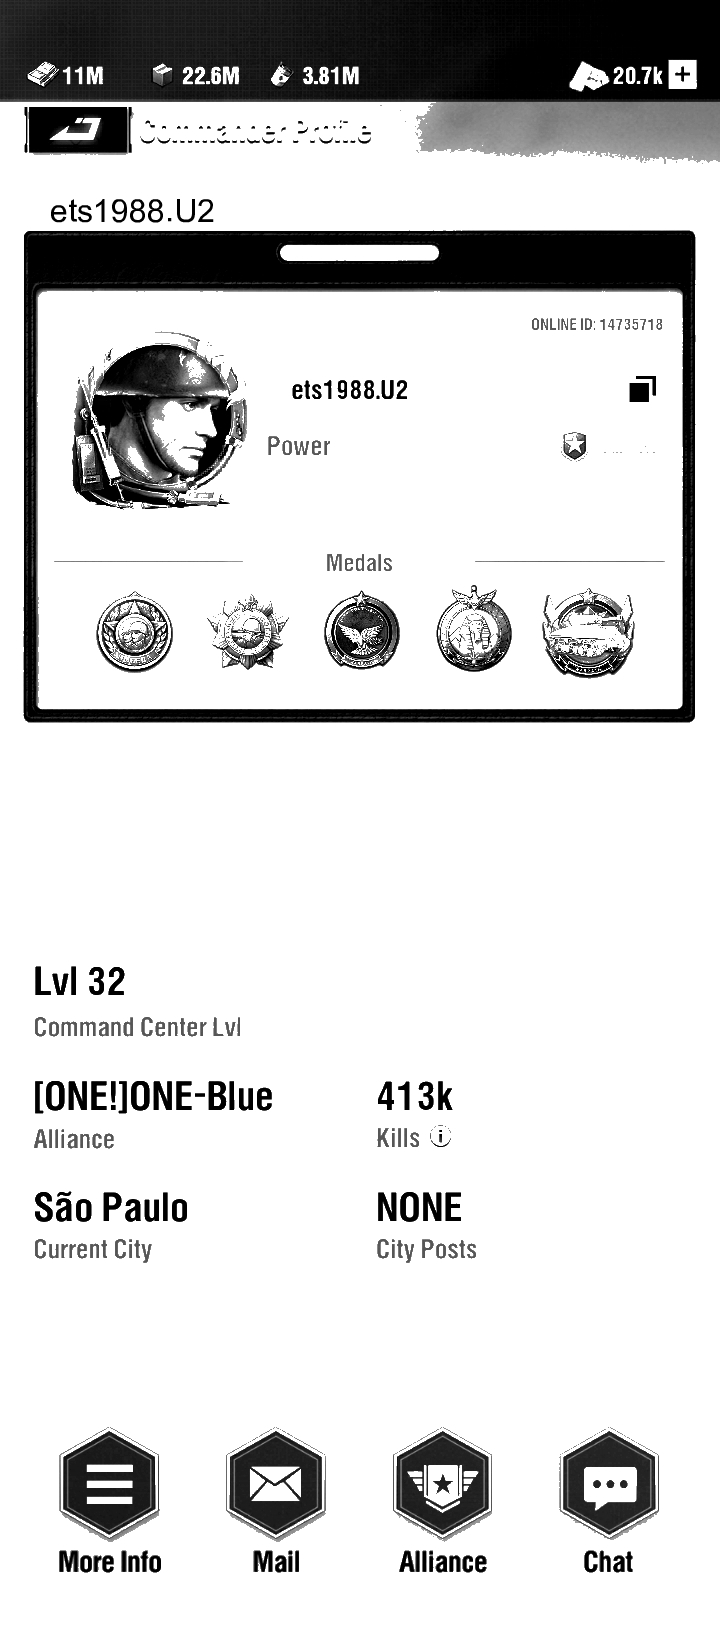 11M 22.6M 3.81M 20.7k +
Commander Profile
ets1988.U2
ONLINE ID: 14735718
ets1988.U2
Power
Medals
Lvl 32
Command Center Lvl
[ONE!]ONE-Blue 413k
Alliance Kills
São Paulo NONE
Current City City Posts
More Info Mail Alliance Chat